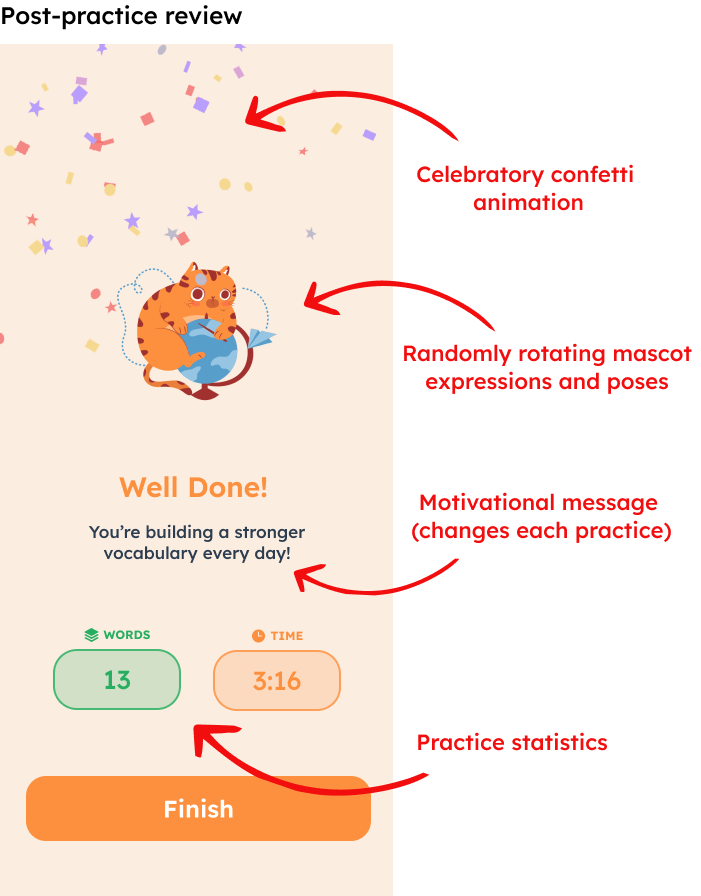 Post-practice review
Celebratory confetti
animation
Randomly rotating mascot
expressions and poses
Well Done!
You're building a stronger
vocabulary every day!
Motivational message
(changes each practice)
WORDS
13
TIME
3:16
Practice statistics
Finish